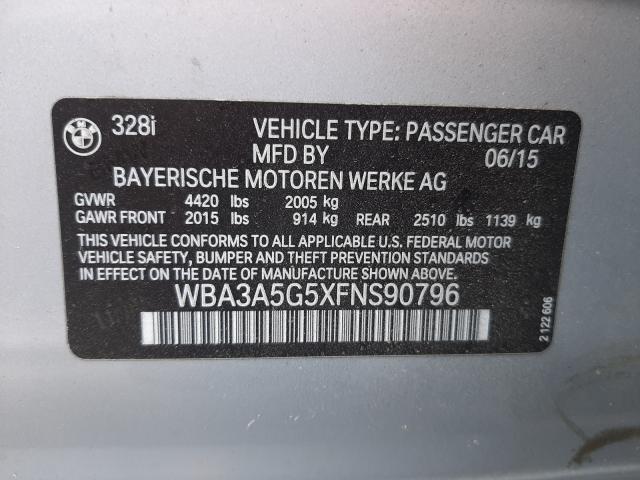 BMW 328i VEHICLE TYPE: PASSENGER CAR
MFD BY 06/15
BAYERISCHE MOTOREN WERKE AG
GVWR 4420 lbs 2005 kg
GAWR FRONT 2015 lbs 914 kg REAR 2510 lbs 1139 kg
THIS VEHICLE CONFORMS TO ALL APPLICABLE U.S. FEDERAL MOTOR
VEHICLE SAFETY, BUMPER AND THEFT PREVENTION STANDARDS
IN EFFECT ON THE DATE OF MANUFACTURE SHOWN ABOVE.
WBA3A5G5XFNS90796
2 122 606